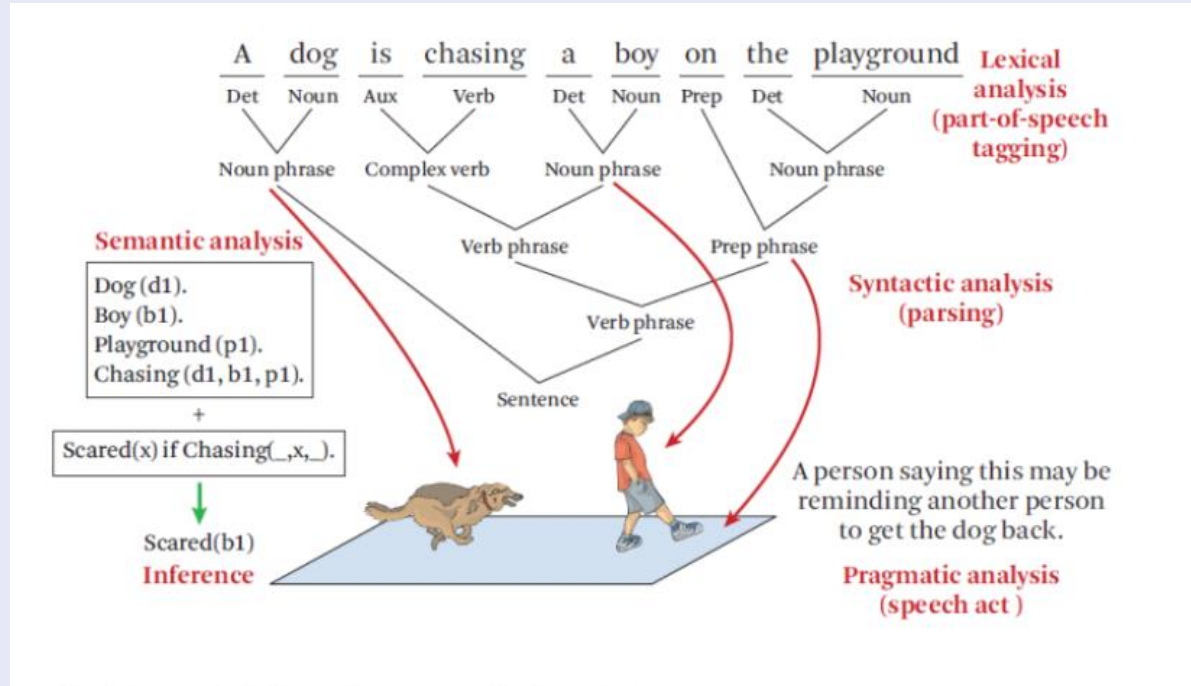 A dog is chasing a boy on the playground
Det Noun Aux Verb Det Noun Prep Det Noun
Lexical
analysis
(part-of-speech
tagging)
Noun phrase Complex verb Noun phrase Noun phrase
Verb phrase Prep phrase
Verb phrase
Sentence
Syntactic analysis
(parsing)
Semantic analysis
Dog (d1).
Boy (b1).
Playground (p1).
Chasing (d1, b1, p1).
+
Scared(x) if Chasing(_,x,_).
Scared(b1)
Inference
A person saying this may be
reminding another person
to get the dog back.
Pragmatic analysis
(speech act )